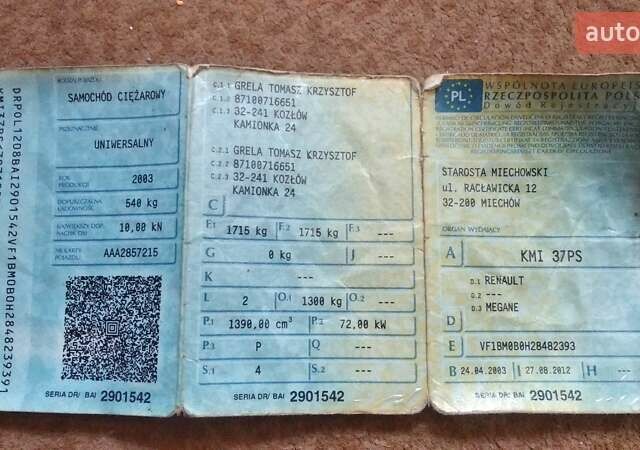 auto
DRPOL1208BAI2901542VF1BM0B0H2848239391
RODZAJ POJAZDU
SAMOCHÓD CIĘŻAROWY
PRZEZNACZENIE
UNIWERSALNY
ROK PRODUKCJI
2003
DOPUSZCZALNA ŁADOWNOŚĆ
540 kg
NAJWIĘKSZY DOP. NACISK OSI
10,00 kN
NR KARTY POJAZDU
AAA2857215
SERIA DR/ BAI 2901542
C.1.1 GRELA TOMASZ KRZYSZTOF
C.1.2 87100716651
C.1.3 32-241 KOZŁÓW
KAMIONKA 24
C.2.1 GRELA TOMASZ KRZYSZTOF
C.2.2 87100716651
C.2.3 32-241 KOZŁÓW
KAMIONKA 24
C
F.1 1715 kg F.2 1715 kg F.3 ---
G 0 kg J ---
K ---
L 2 O.1 1300 kg O.2 ---
P.1 1390,00 cm³ P.2 72,00 kW
P.3 P Q ---
S.1 4 S.2 ---
SERIA DR/ BAI 2901542
PL
WSPÓLNOTA EUROPEJS
RZECZPOSPOLITA POLS
Dowód Rejestracyj
STAROSTA MIECHOWSKI
ul. RACŁAWICKA 12
32-200 MIECHÓW
ORGAN WYDAJĄCY
A KMI 37PS
D.1 RENAULT
D.2 ---
D.3 MEGANE
D
E VF1BM0B0H28482393
B 24.04.2003 I 27.08.2012 H ---
SERIA DR/ BAI 2901542